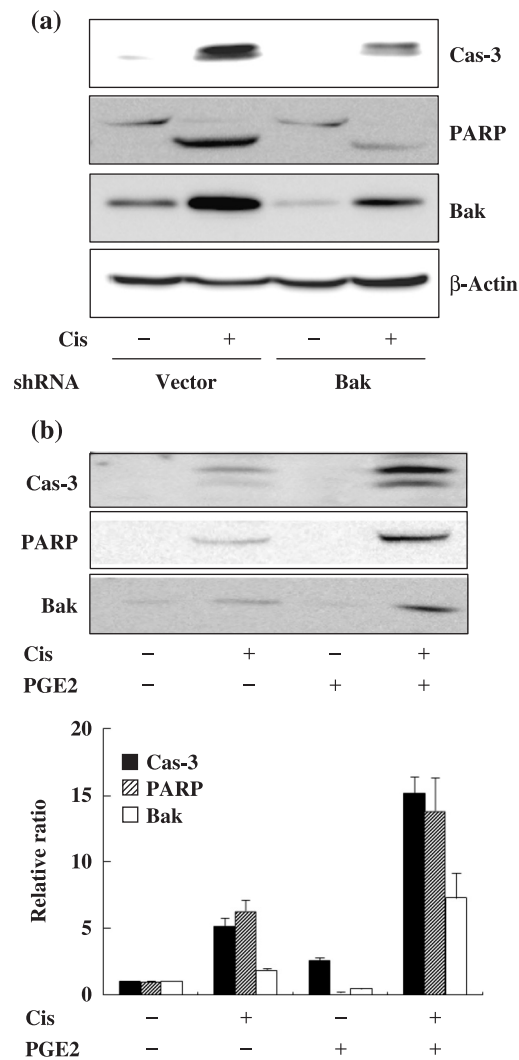 (a)
Cas-3
PARP
Bak
β-Actin
Cis – + – +
shRNA Vector Bak
(b)
Cas-3
PARP
Bak
Cis – + – +
PGE2 – – + +
20
15
10
5
0
Relative ratio
Cas-3
PARP
Bak
Cis – + – +
PGE2 – – + +